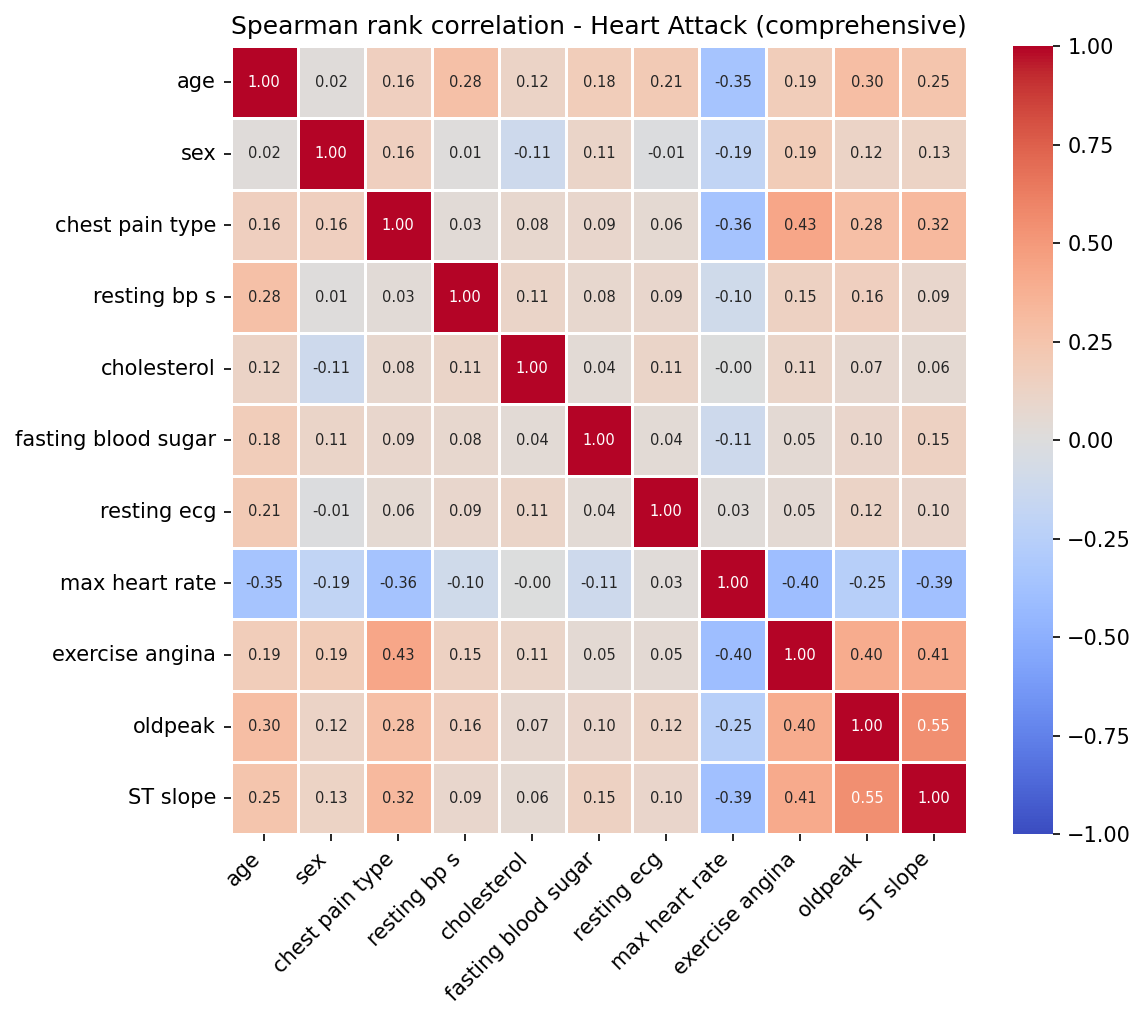 Spearman rank correlation - Heart Attack (comprehensive)
age 1.00 0.02 0.16 0.28 0.12 0.18 0.21 -0.35 0.19 0.30 0.25
sex 0.02 1.00 0.16 0.01 -0.11 0.11 -0.01 -0.19 0.19 0.12 0.13
chest pain type 0.16 0.16 1.00 0.03 0.08 0.09 0.06 -0.36 0.43 0.28 0.32
resting bp s 0.28 0.01 0.03 1.00 0.11 0.08 0.09 -0.10 0.15 0.16 0.09
cholesterol 0.12 -0.11 0.08 0.11 1.00 0.04 0.11 -0.00 0.11 0.07 0.06
fasting blood sugar 0.18 0.11 0.09 0.08 0.04 1.00 0.04 -0.11 0.05 0.10 0.15
resting ecg 0.21 -0.01 0.06 0.09 0.11 0.04 1.00 0.03 0.05 0.12 0.10
max heart rate -0.35 -0.19 -0.36 -0.10 -0.00 -0.11 0.03 1.00 -0.40 -0.25 -0.39
exercise angina 0.19 0.19 0.43 0.15 0.11 0.05 0.05 -0.40 1.00 0.40 0.41
oldpeak 0.30 0.12 0.28 0.16 0.07 0.10 0.12 -0.25 0.40 1.00 0.55
ST slope 0.25 0.13 0.32 0.09 0.06 0.15 0.10 -0.39 0.41 0.55 1.00
age
sex
chest pain type
resting bp s
cholesterol
fasting blood sugar
resting ecg
max heart rate
exercise angina
oldpeak
ST slope
1.00
0.75
0.50
0.25
0.00
−0.25
−0.50
−0.75
−1.00